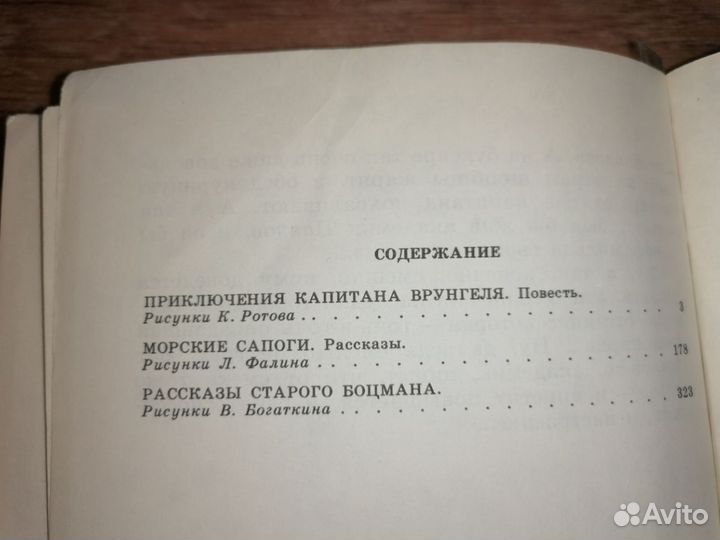 СОДЕРЖАНИЕ
ПРИКЛЮЧЕНИЯ КАПИТАНА ВРУНГЕЛЯ. Повесть.
Рисунки К. Ротова . . . . . . . . . . . . . . . . . . . . 3
МОРСКИЕ САПОГИ. Рассказы.
Рисунки Л. Фалина . . . . . . . . . . . . . . . . . . . . 178
РАССКАЗЫ СТАРОГО БОЦМАНА.
Рисунки В. Богаткина . . . . . . . . . . . . . . . . . . 323
Avito